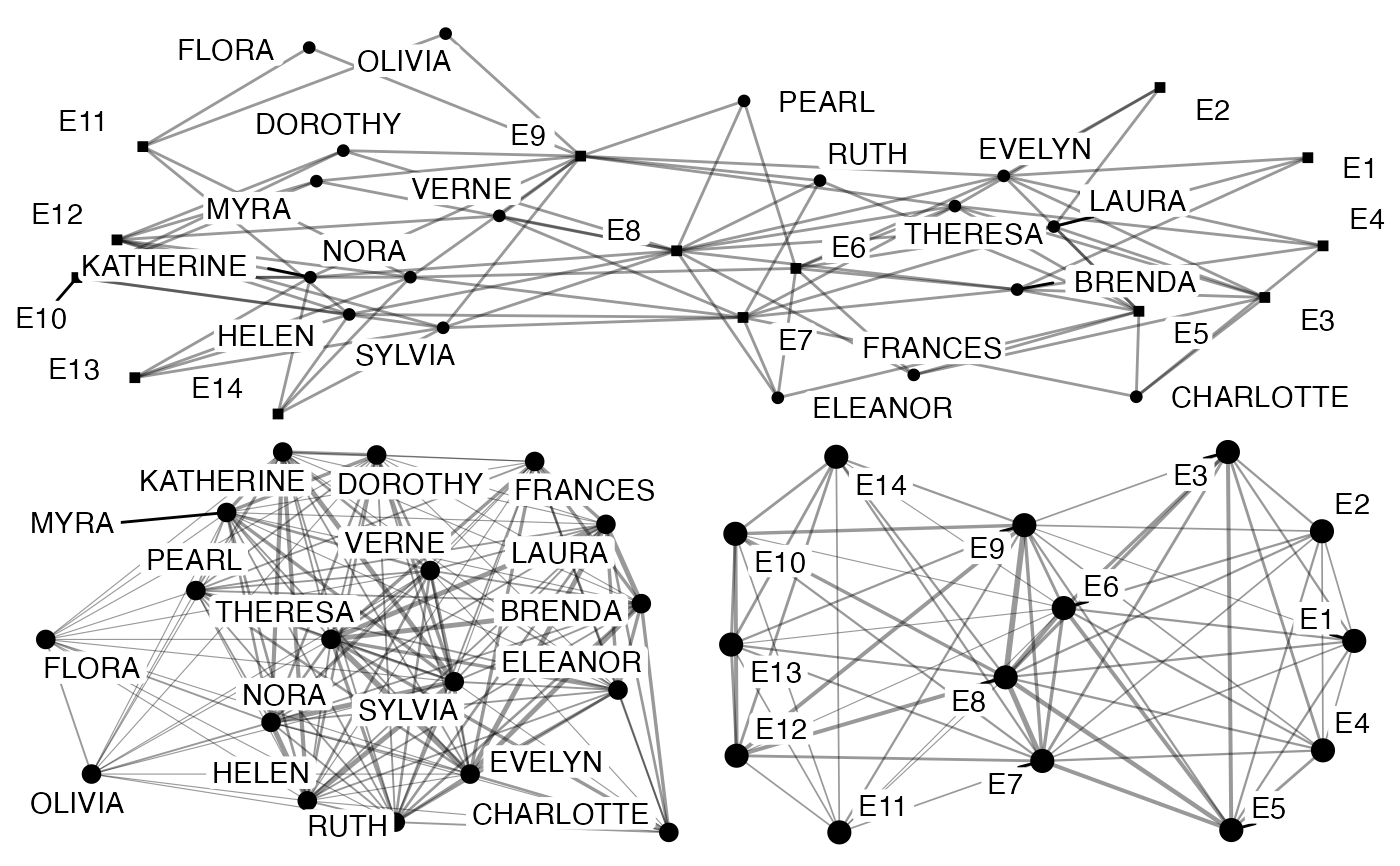 FLORA
OLIVIA
PEARL
E2
E11
DOROTHY
E9
RUTH
EVELYN
E1
E12
MYRA
VERNE
E8
LAURA
E4
KATHERINE
NORA
E6
THERESA
BRENDA
E10
HELEN
SYLVIA
E7
FRANCES
E5
E3
E13
E14
ELEANOR
CHARLOTTE
KATHERINE
DOROTHY
FRANCES
MYRA
VERNE
LAURA
PEARL
THERESA
BRENDA
FLORA
ELEANOR
NORA
SYLVIA
HELEN
EVELYN
OLIVIA
RUTH
CHARLOTTE
E14
E3
E2
E10
E9
E6
E1
E13
E8
E12
E4
E7
E11
E5